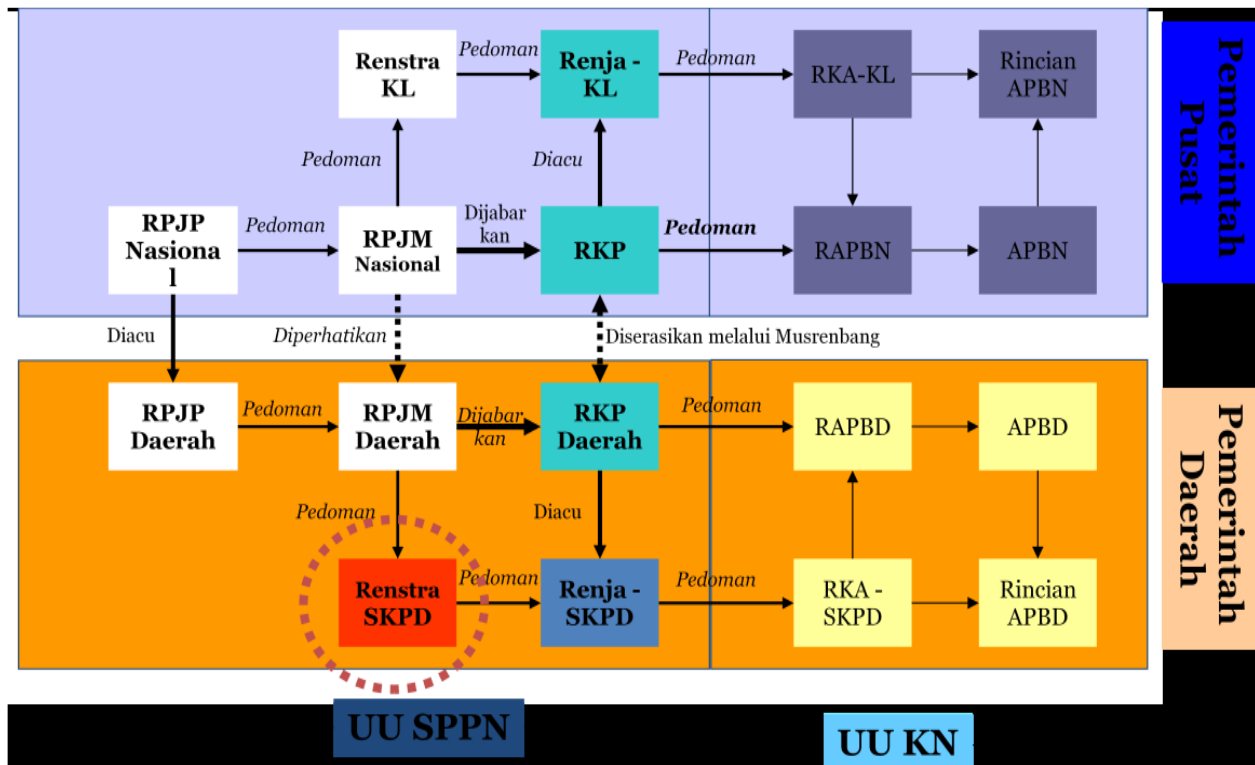 Renstra
KL
Pedoman
Renja -
KL
Pedoman
RKA-KL
Rincian
APBN
Pedoman
Diacu
RPJP
Nasiona
l
Pedoman
RPJM
Nasional
Dijabar
kan
RKP
Pedoman
RAPBN
APBN
Pemerintah
Pusat
Diacu
Diperhatikan
Diserasikan melalui Musrenbang
RPJP
Daerah
Pedoman
RPJM
Daerah
Dijabar
kan
RKP
Daerah
Pedoman
RAPBD
APBD
Pedoman
Diacu
Renstra
SKPD
Pedoman
Renja -
SKPD
Pedoman
RKA -
SKPD
Rincian
APBD
Pemerintah
Daerah
UU SPPN
UU KN